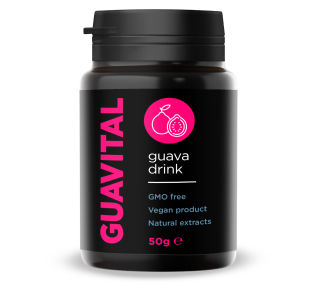 GUAVITAL
guava
drink
GMO free
Vegan product
Natural extracts
50g ℮